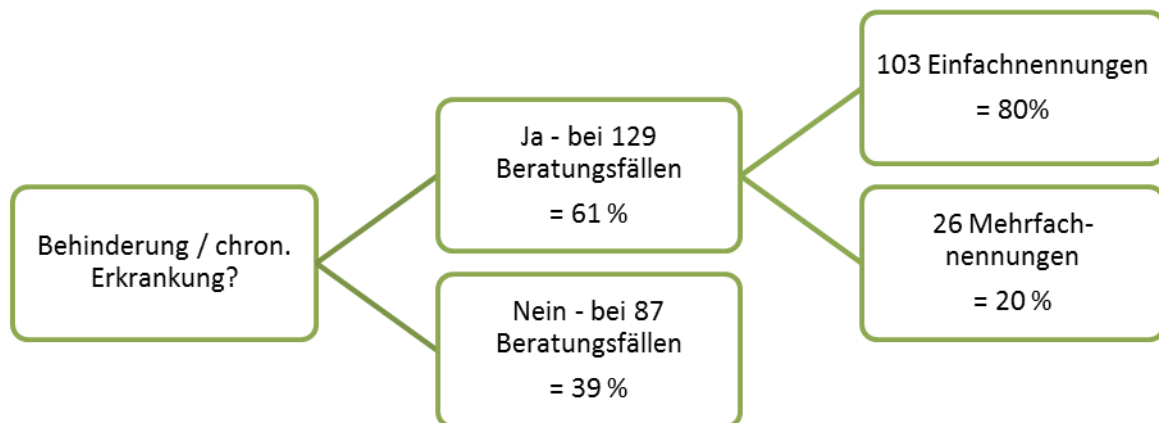 Behinderung / chron.
Erkrankung?
Ja - bei 129
Beratungsfällen
= 61 %
Nein - bei 87
Beratungsfällen
= 39 %
103 Einfachnennungen
= 80%
26 Mehrfach-
nennungen
= 20 %